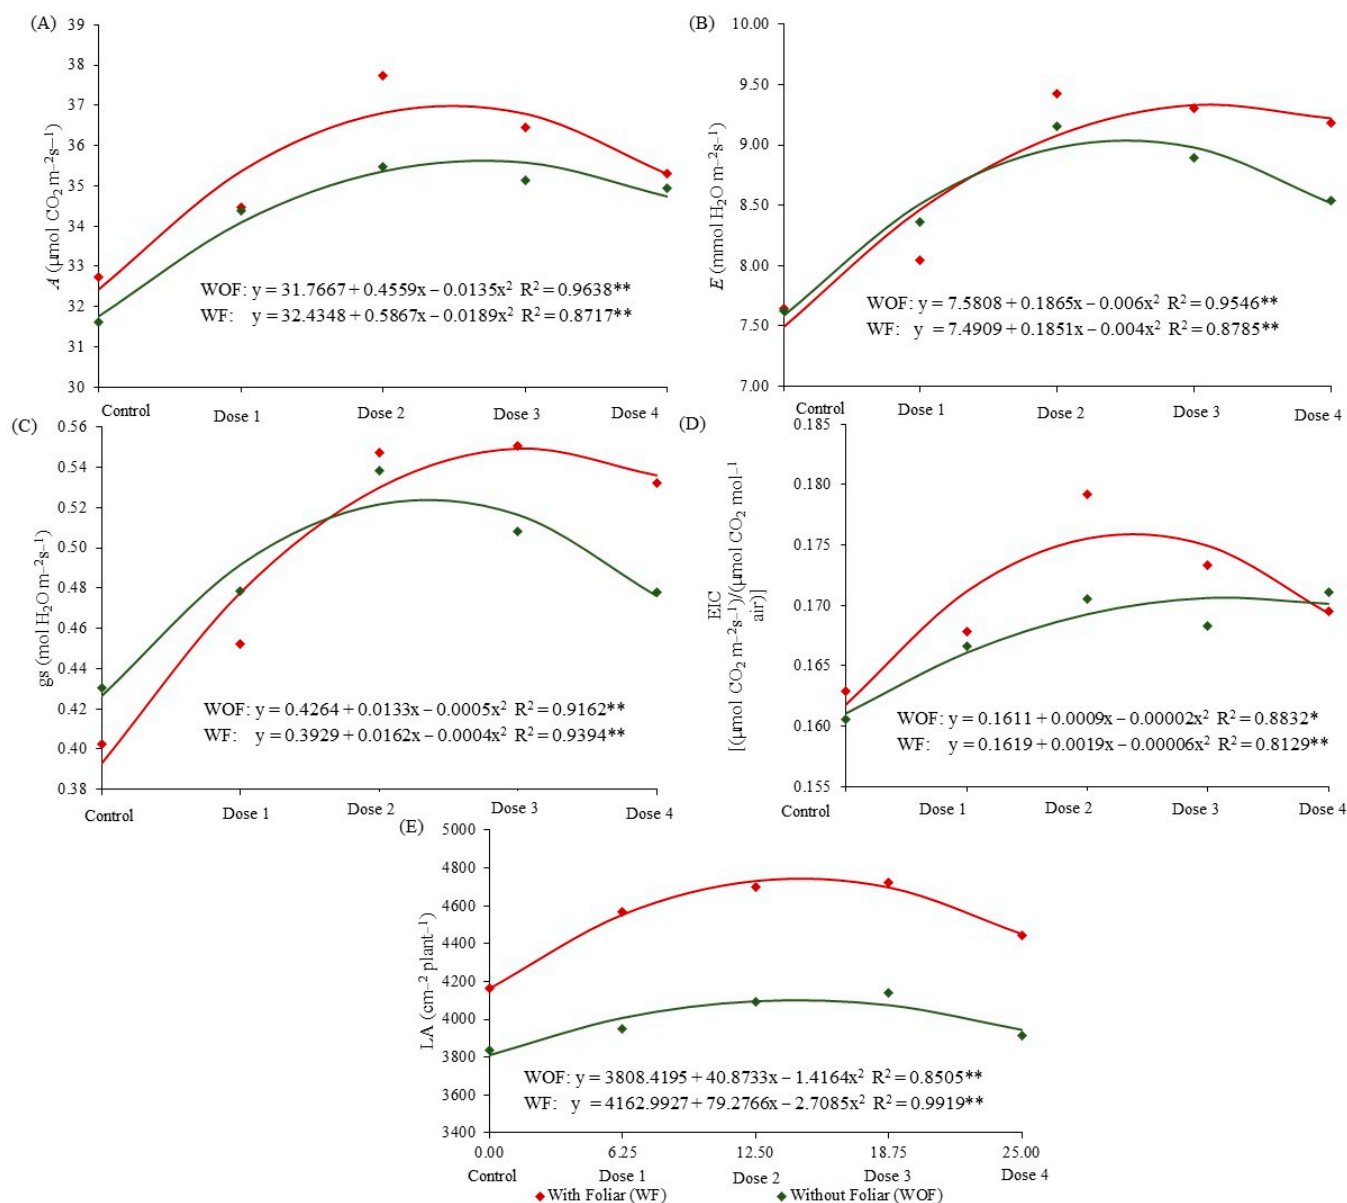 (A)
39
38
37
36
35
34
33
32
31
30
A (μmol CO₂ m−²s−¹)
WOF: y = 31.7667 + 0.4559x − 0.0135x² R² = 0.9638**
WF: y = 32.4348 + 0.5867x − 0.0189x² R² = 0.8717**
Control Dose 1 Dose 2 Dose 3 Dose 4
(B)
10.00
9.50
9.00
8.50
8.00
7.50
7.00
E (mmol H₂O m−²s−¹)
WOF: y = 7.5808 + 0.1865x − 0.006x² R² = 0.9546**
WF: y = 7.4909 + 0.1851x − 0.004x² R² = 0.8785**
Control Dose 1 Dose 2 Dose 3 Dose 4
(C)
0.56
0.54
0.52
0.50
0.48
0.46
0.44
0.42
0.40
0.38
gs (mol H₂O m−²s−¹)
WOF: y = 0.4264 + 0.0133x − 0.0005x² R² = 0.9162**
WF: y = 0.3929 + 0.0162x − 0.0004x² R² = 0.9394**
Control Dose 1 Dose 2 Dose 3 Dose 4
(D)
0.185
0.180
0.175
0.170
0.165
0.160
0.155
EIC
[(μmol CO₂ m−²s−¹)/(μmol CO₂ mol−¹
air)]
WOF: y = 0.1611 + 0.0009x − 0.00002x² R² = 0.8832*
WF: y = 0.1619 + 0.0019x − 0.00006x² R² = 0.8129**
Control Dose 1 Dose 2 Dose 3 Dose 4
(E)
5000
4800
4600
4400
4200
4000
3800
3600
3400
LA (cm−² plant−¹)
WOF: y = 3808.4195 + 40.8733x − 1.4164x² R² = 0.8505**
WF: y = 4162.9927 + 79.2766x − 2.7085x² R² = 0.9919**
0.00 6.25 12.50 18.75 25.00
Control Dose 1 Dose 2 Dose 3 Dose 4
With Foliar (WF) Without Foliar (WOF)